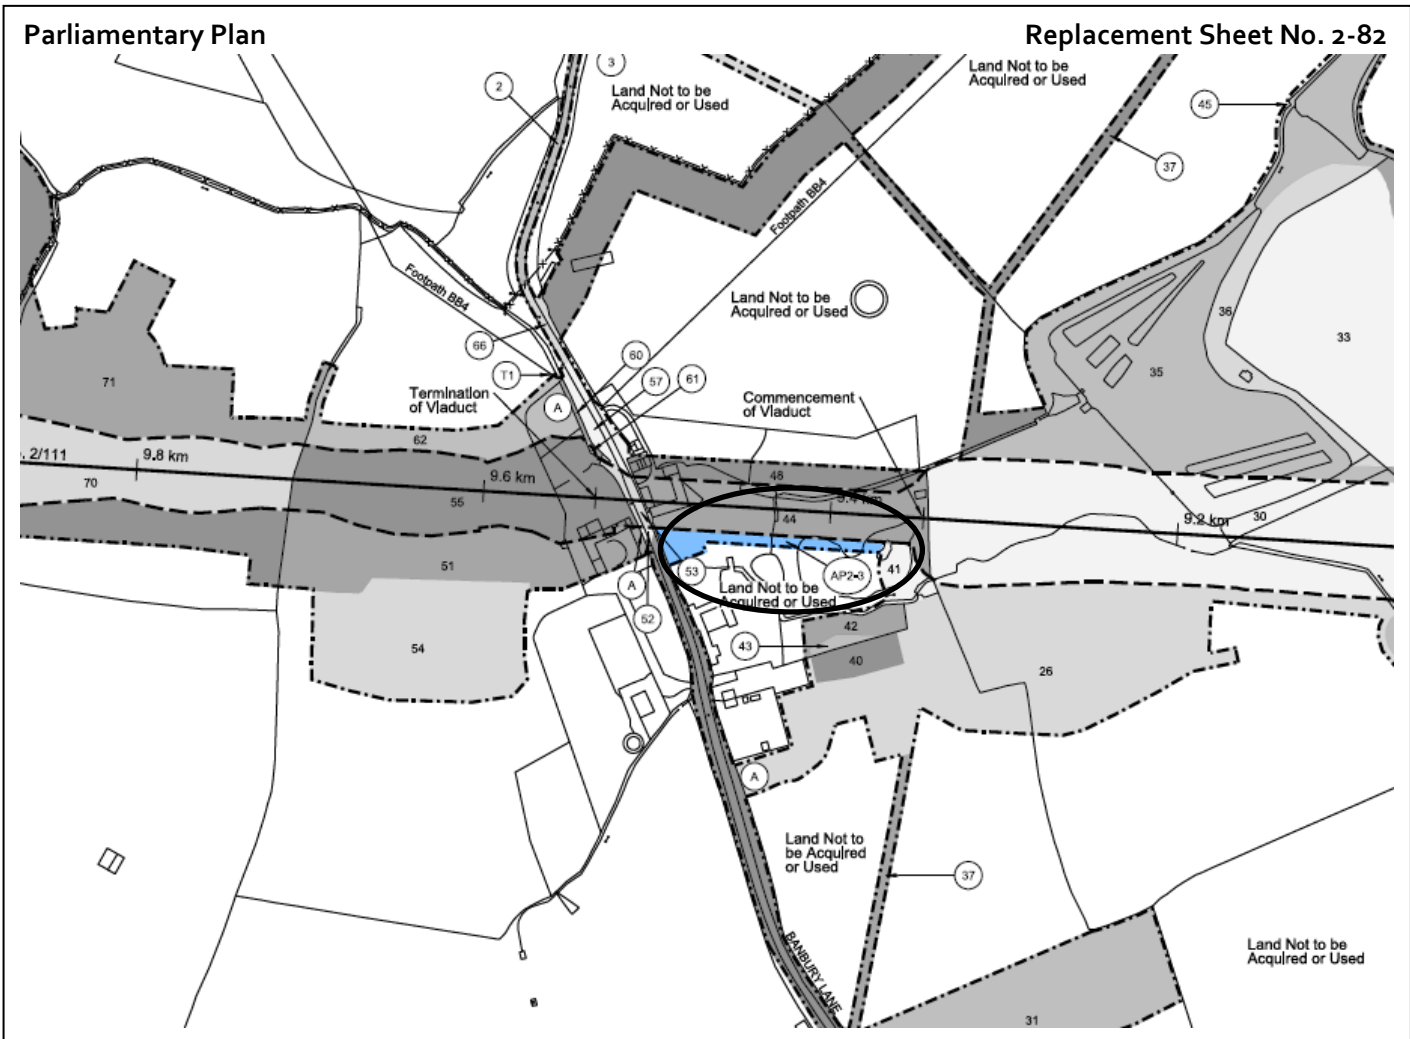 Parliamentary Plan
Replacement Sheet No. 2-82
3
2
Land Not to be
Acquired or Used
Land Not to be
Acquired or Used
45
37
Footpath BB4
Footpath BB4
Land Not to be
Acquired or Used
36
33
35
66
60
T1
57
61
71
Termination
of Viaduct
A
Commencement
of Viaduct
62
2/111
9.8 km
9.6 km
48
9.4 km
70
55
44
9.2 km
30
51
53
AP2-3
41
A
Land Not to be
Acquired or Used
52
42
54
43
40
26
A
Land Not to
be Acquired
or Used
37
BANBURY LANE
Land Not to be
Acquired or Used
31